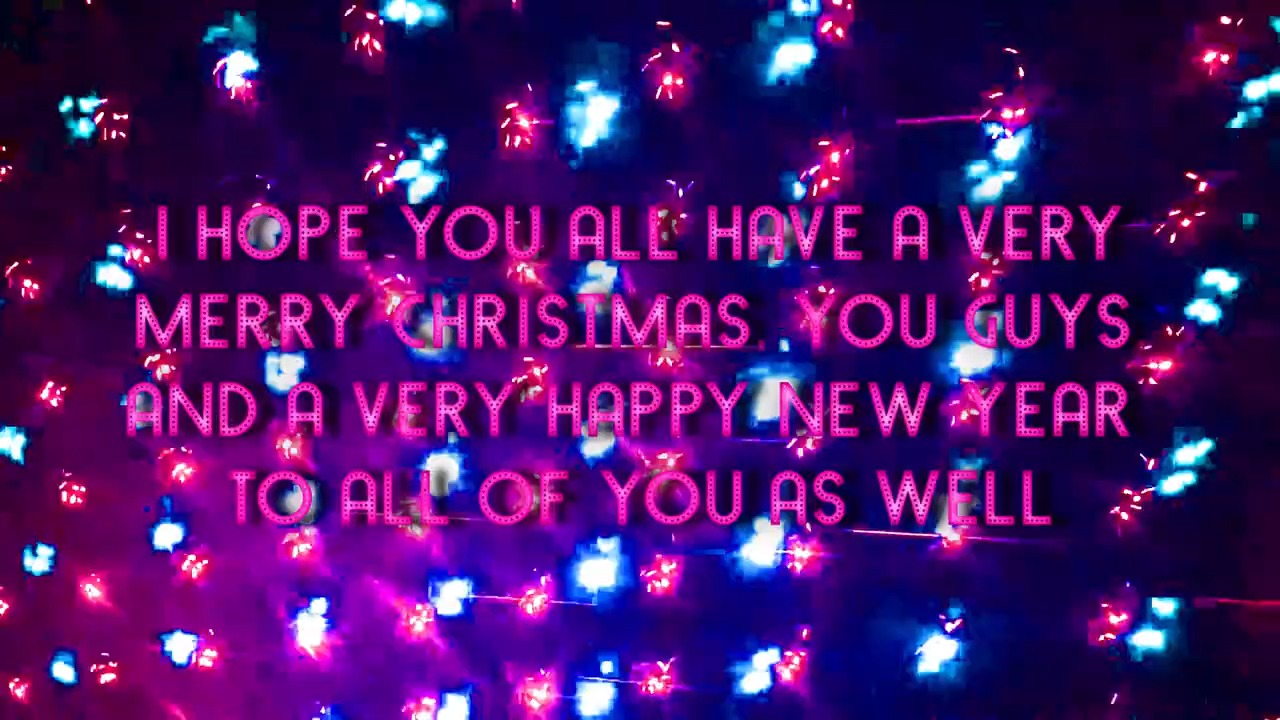 I HOPE YOU ALL HAVE A VERY
MERRY CHRISTMAS, YOU GUYS
AND A VERY HAPPY NEW YEAR
TO ALL OF YOU AS WELL